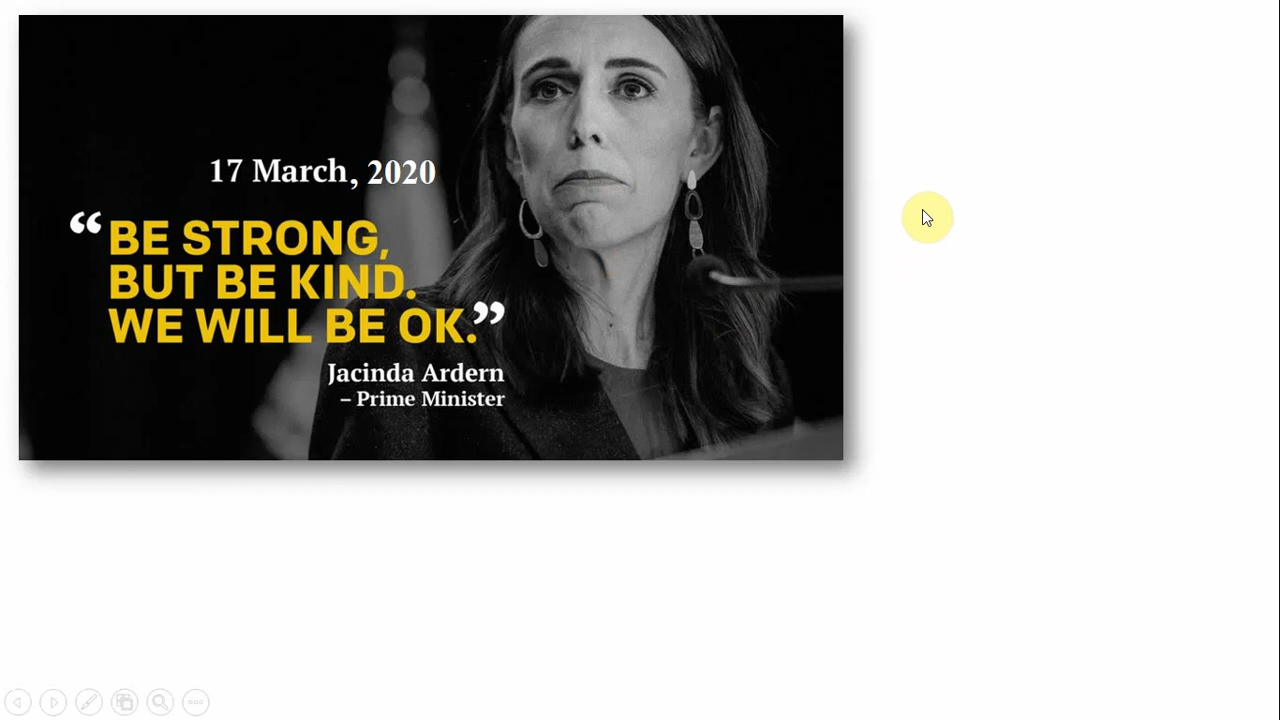 17 March, 2020
“BE STRONG,
BUT BE KIND.
WE WILL BE OK.”
Jacinda Ardern
– Prime Minister